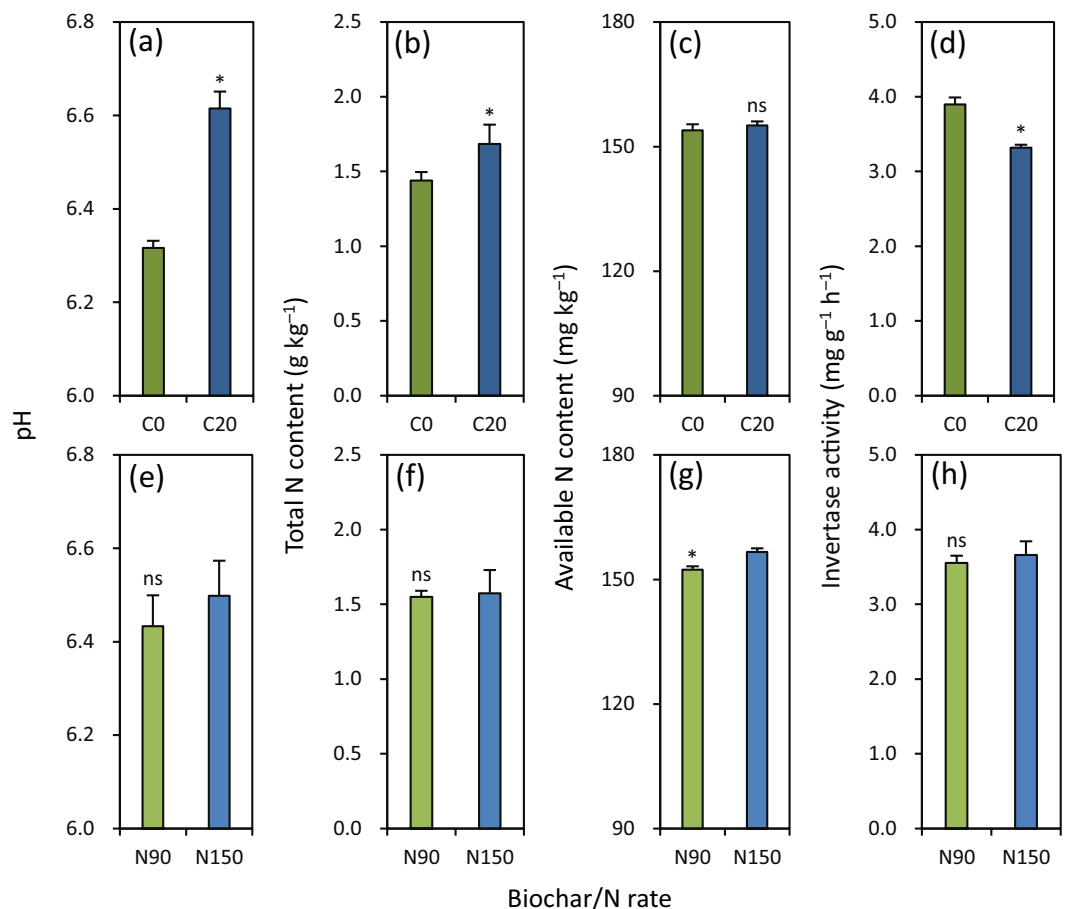 pH
6.8
6.6
6.4
6.2
6.0
(a)
*
C0 C20
Total N content (g kg⁻¹)
2.5
2.0
1.5
1.0
0.5
0.0
(b)
*
C0 C20
Available N content (mg kg⁻¹)
180
150
120
90
(c)
ns
C0 C20
Invertase activity (mg g⁻¹ h⁻¹)
5.0
4.0
3.0
2.0
1.0
0.0
(d)
*
C0 C20
6.8
6.6
6.4
6.2
6.0
(e)
ns
N90 N150
2.5
2.0
1.5
1.0
0.5
0.0
(f)
ns
N90 N150
180
150
120
90
(g)
*
N90 N150
5.0
4.0
3.0
2.0
1.0
0.0
(h)
ns
N90 N150
Biochar/N rate